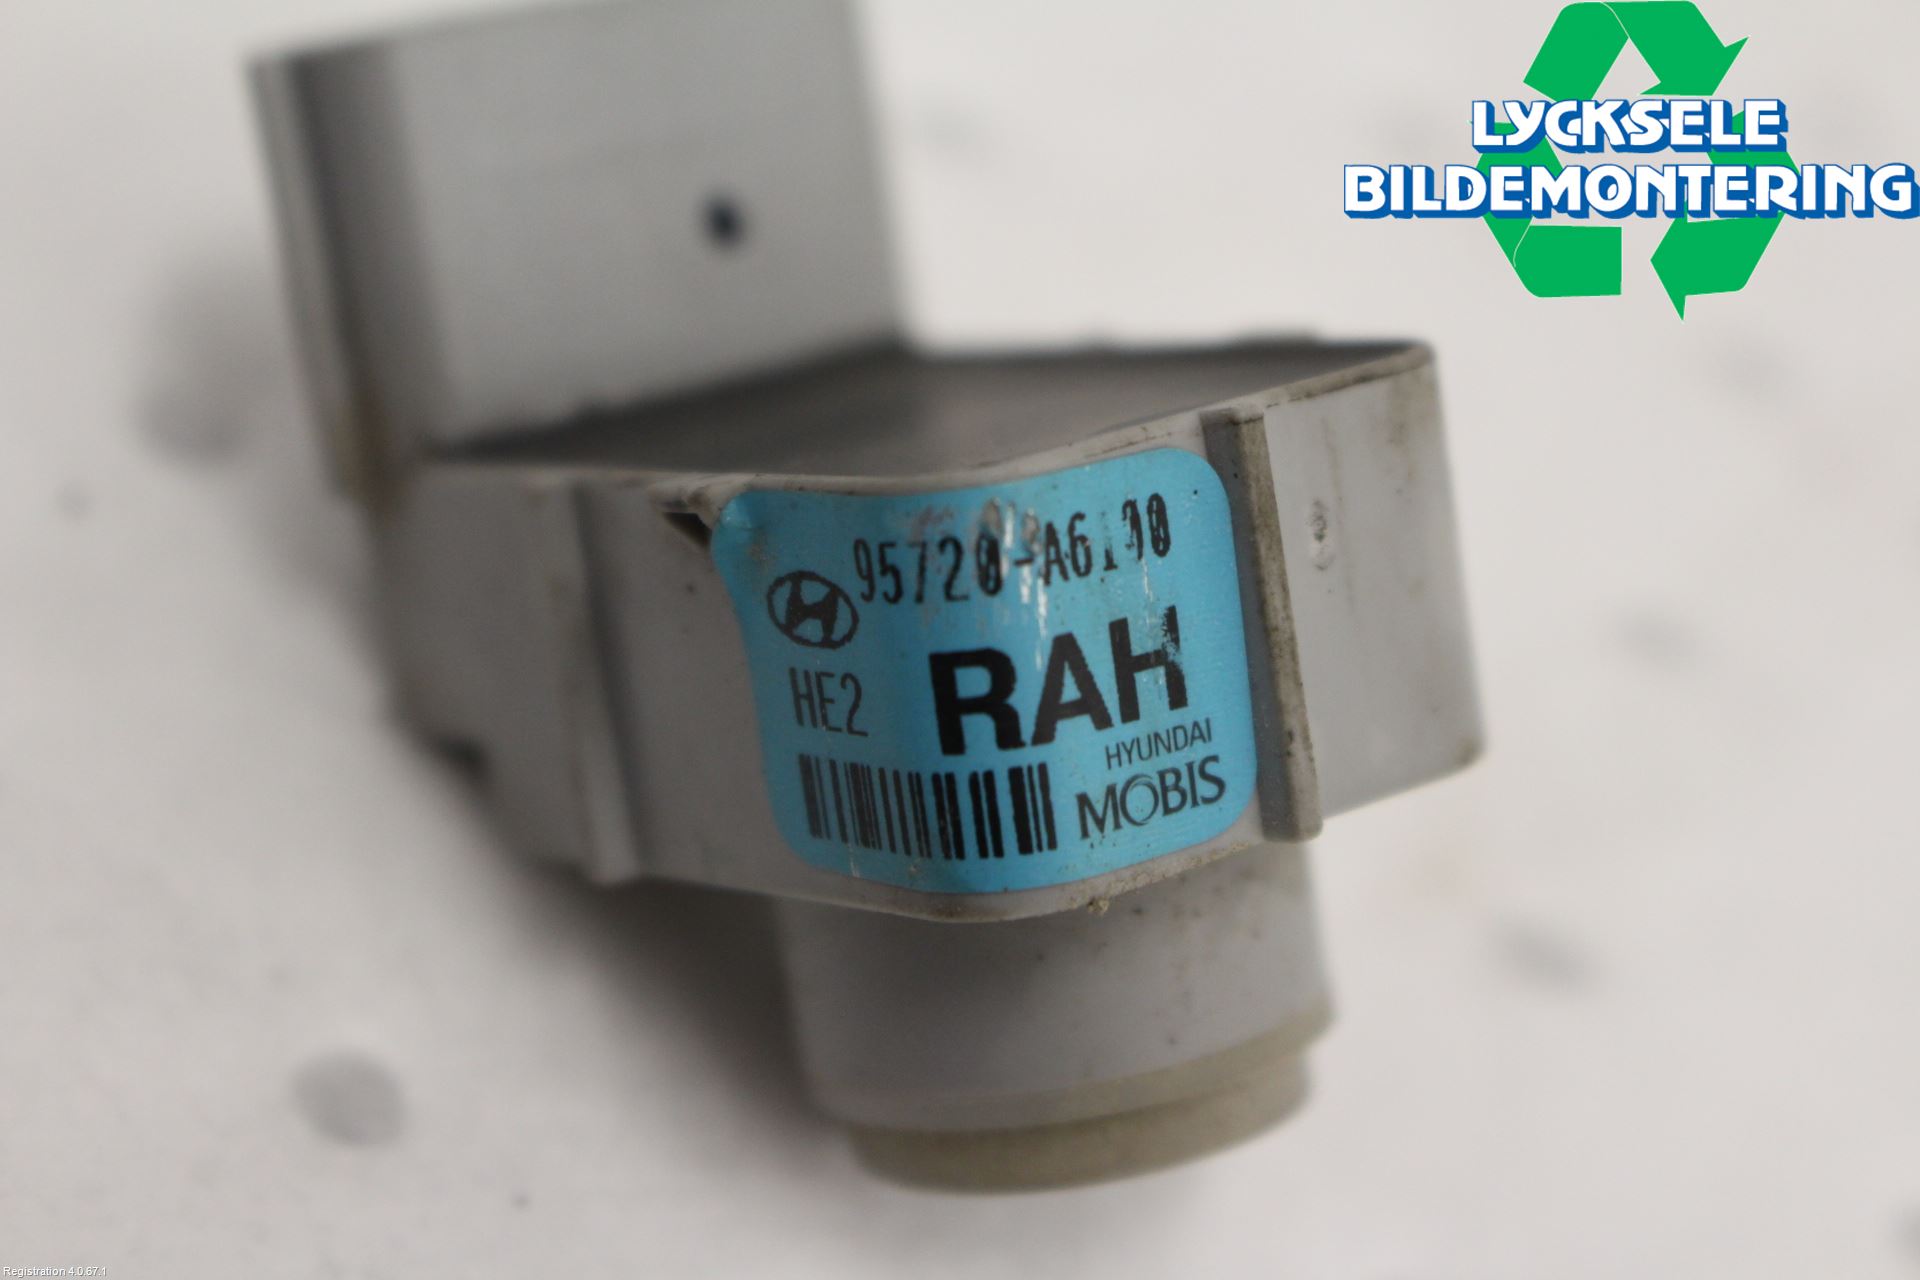 LYCKSELE
BILDEMONTERING
95720-A6100
HE2
RAH
HYUNDAI
MOBIS
Registration 4.0.67.1